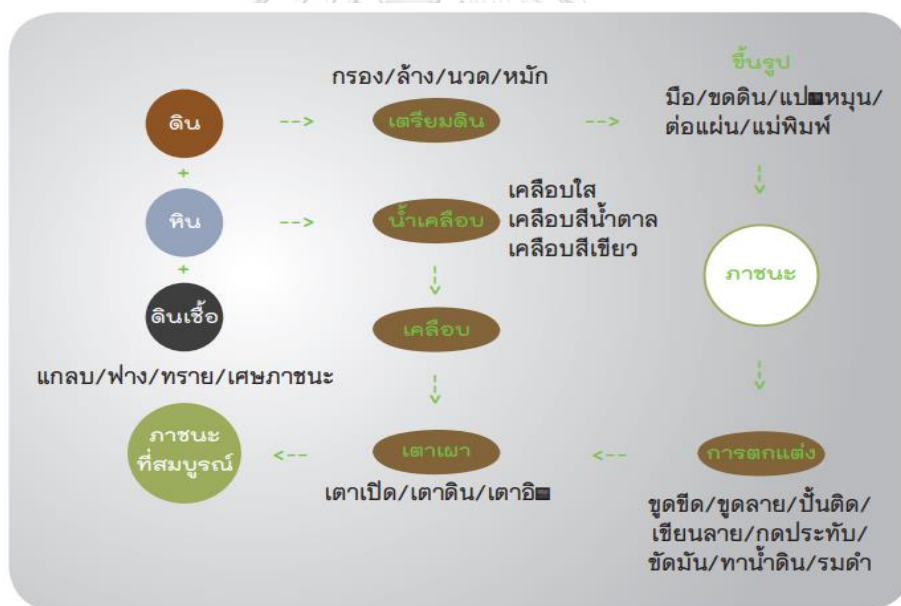 กรอง/ล้าง/นวด/หมัก
ดิน
-->
เตรียมดิน
-->
ขึ้นรูป
มือ/ขดดิน/
ต่อแผ่น/แม่พิมพ์
+
หิน
-->
น้ำเคลือบ
เคลือบใส
เคลือบสีน้ำตาล
เคลือบสีเขียว
-->
ภาชนะ
+
ดินเชื้อ
แกลบ/ฟาง/ทราย/เศษภาชนะ
-->
เคลือบ
-->
-->
ภาชนะ
ที่สมบูรณ์
<--
เตาเผา
เตาเปิด/เตาดิน/
<--
การตกแต่ง
ขูดขีด/ขูดลาย/ปั้นติด/
เขียนลาย/กดประทับ/
ขัดมัน/ทาน้ำดิน/รมดำ